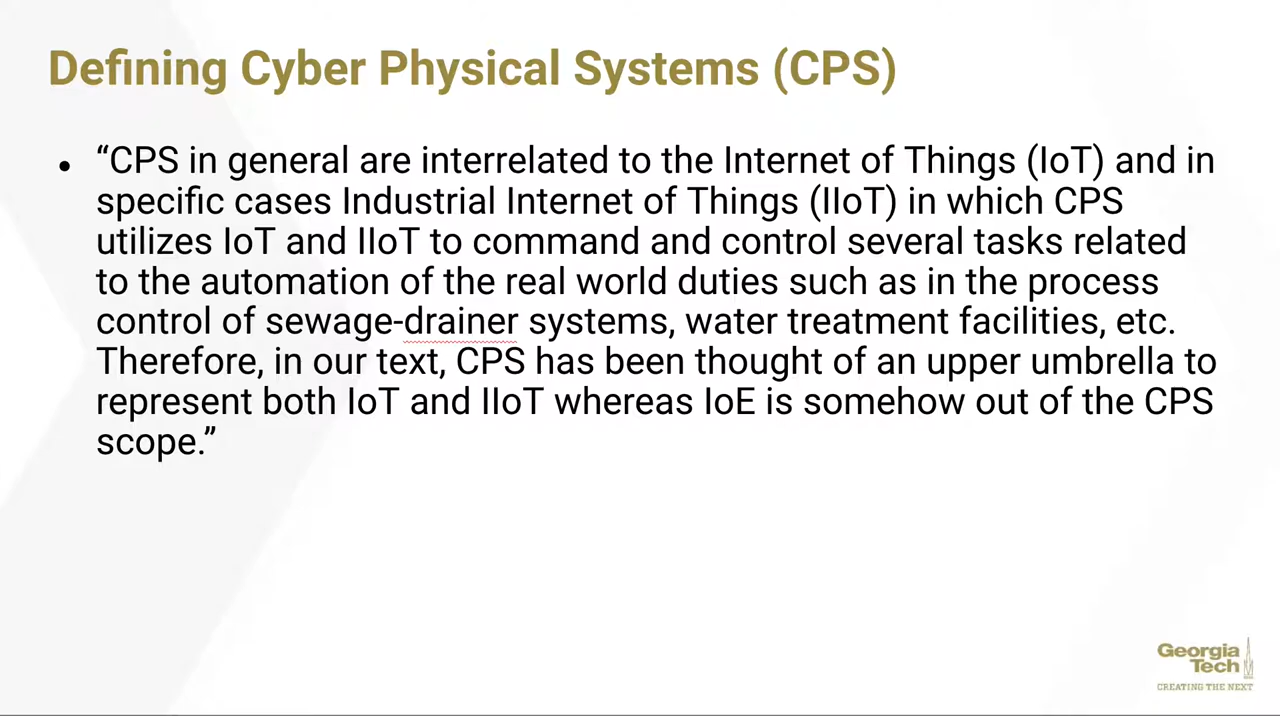 Defining Cyber Physical Systems (CPS)
• “CPS in general are interrelated to the Internet of Things (IoT) and in
specific cases Industrial Internet of Things (IIoT) in which CPS
utilizes IoT and IIoT to command and control several tasks related
to the automation of the real world duties such as in the process
control of sewage-drainer systems, water treatment facilities, etc.
Therefore, in our text, CPS has been thought of an upper umbrella to
represent both IoT and IIoT whereas IoE is somehow out of the CPS
scope.”
Georgia
Tech
CREATING THE NEXT